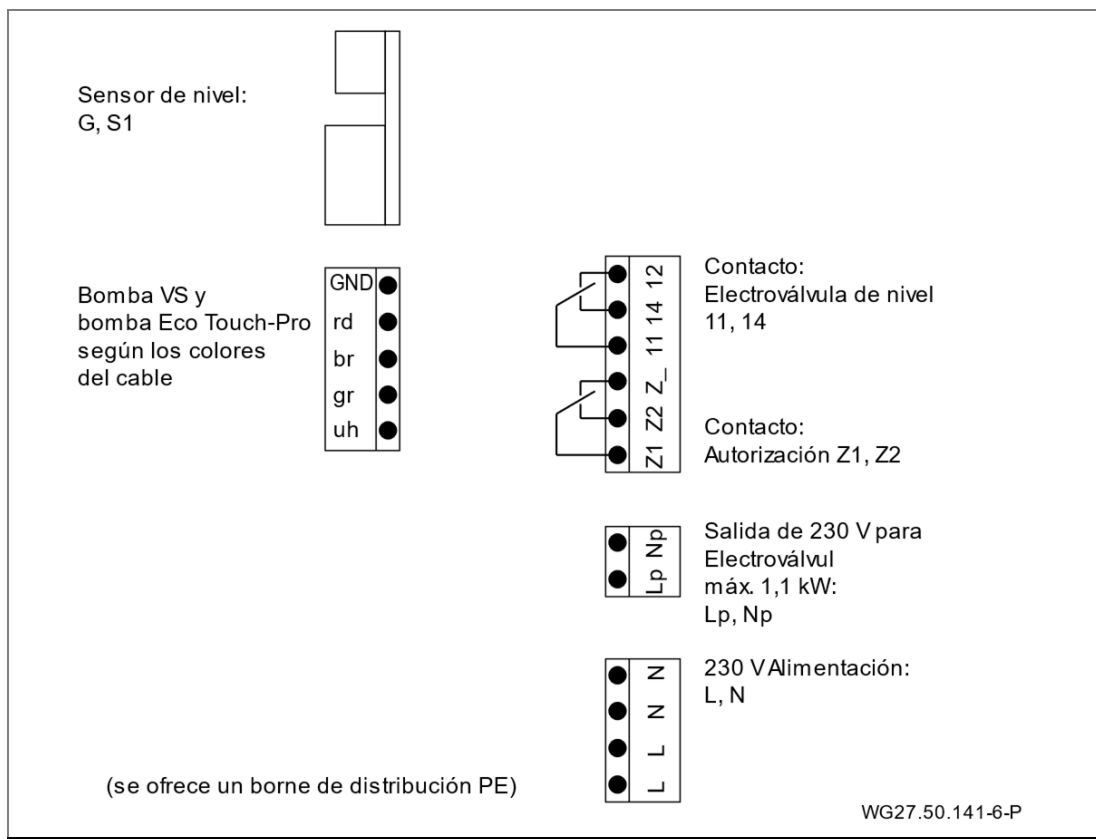 Sensor de nivel:
G, S1
Bomba VS y
bomba Eco Touch-Pro
según los colores
del cable
GND
rd
br
gr
uh
12
14
11
Z_
Z2
Z1
Contacto:
Electroválvula de nivel
11, 14
Contacto:
Autorización Z1, Z2
Np
Lp
Salida de 230 V para
Electroválvul
máx. 1,1 kW:
Lp, Np
N
N
L
L
230 V Alimentación:
L, N
(se ofrece un borne de distribución PE)
WG27.50.141-6-P